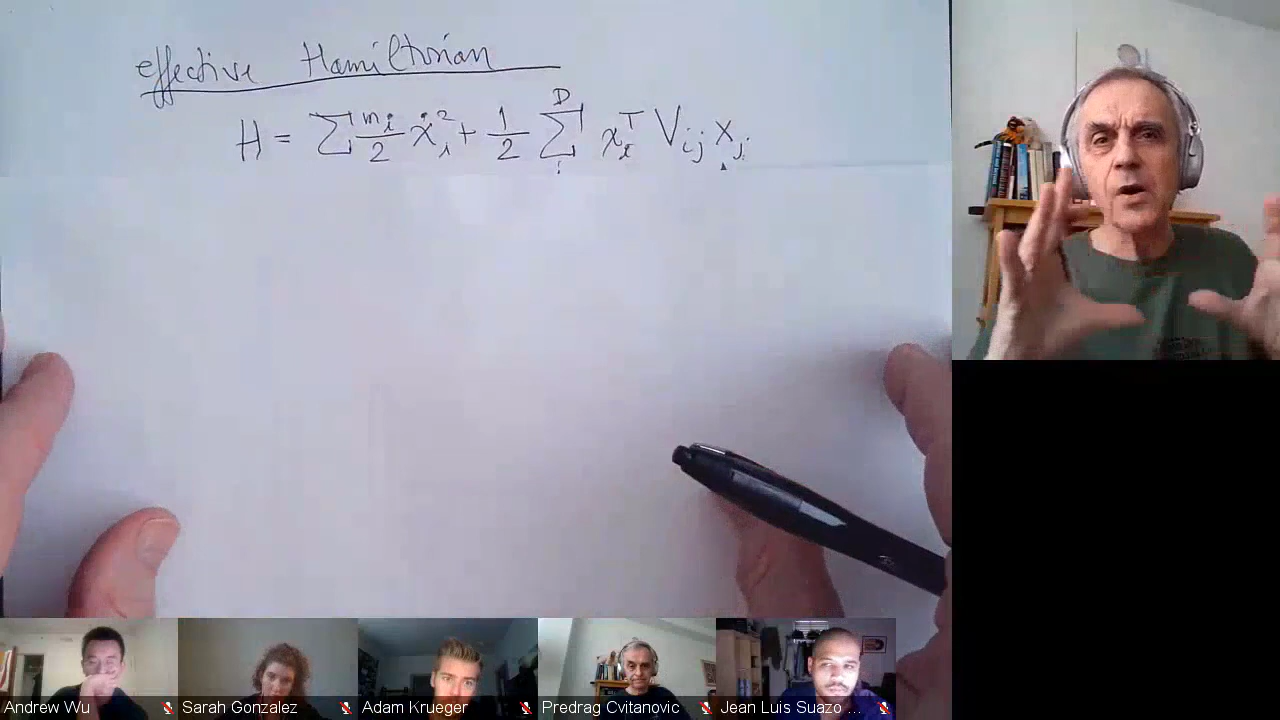 effective Hamiltonian
H = ∑ mᵢ/2 ẋᵢ² + 1/2 ∑ᵢᴰ xᵢᵀ Vᵢⱼ xⱼ
Andrew Wu
Sarah Gonzalez
Adam Krueger
Predrag Cvitanovic
Jean Luis Suazo ...